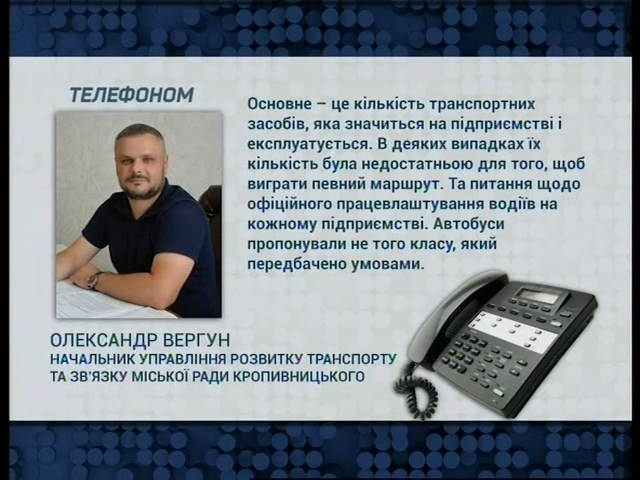 ТЕЛЕФОНОМ
Основне – це кількість транспортних
засобів, яка значиться на підприємстві і
експлуатується. В деяких випадках їх
кількість була недостатньою для того, щоб
виграти певний маршрут. Та питання щодо
офіційного працевлаштування водіїв на
кожному підприємстві. Автобуси
пропонували не того класу, який
передбачено умовами.
ОЛЕКСАНДР ВЕРГУН
НАЧАЛЬНИК УПРАВЛІННЯ РОЗВИТКУ ТРАНСПОРТУ
ТА ЗВ'ЯЗКУ МІСЬКОЇ РАДИ КРОПИВНИЦЬКОГО